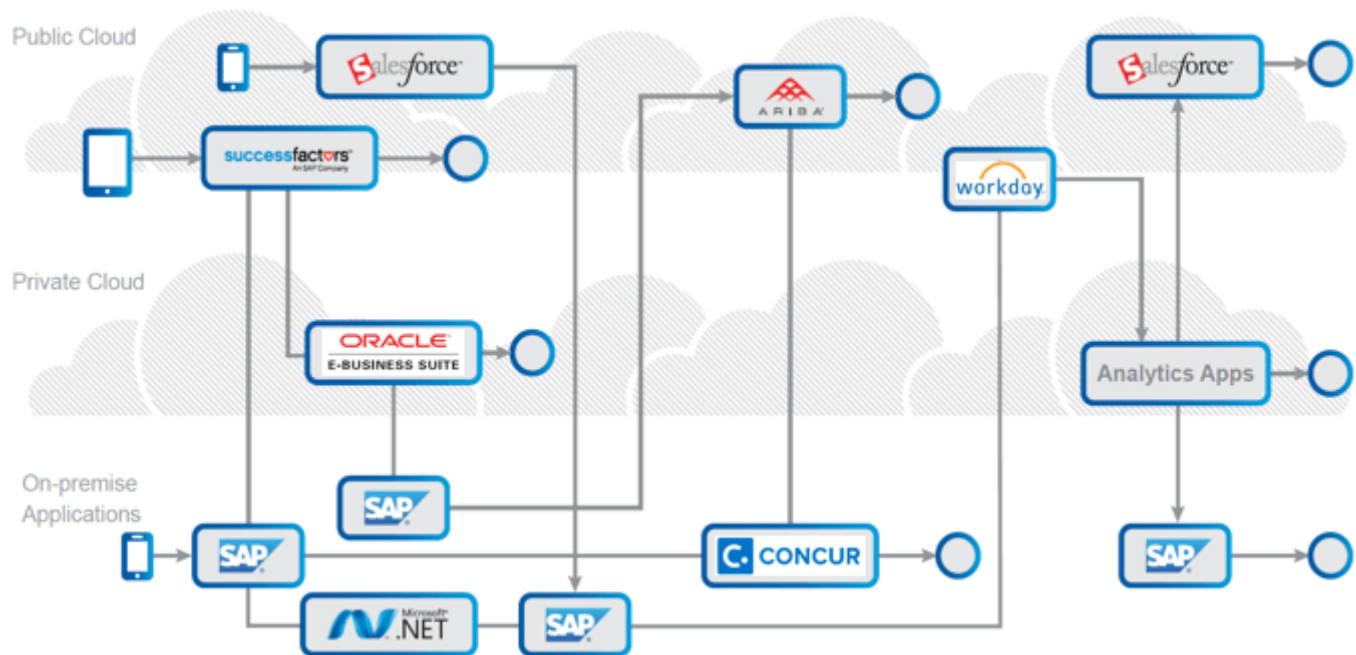 Public Cloud
salesforce
salesforce
ARIBA
successfactors™
An SAP Company
workday.
Private Cloud
ORACLE
E-BUSINESS SUITE
Analytics Apps
On-premise
Applications
SAP
SAP
C. CONCUR
SAP
Microsoft
.NET
SAP